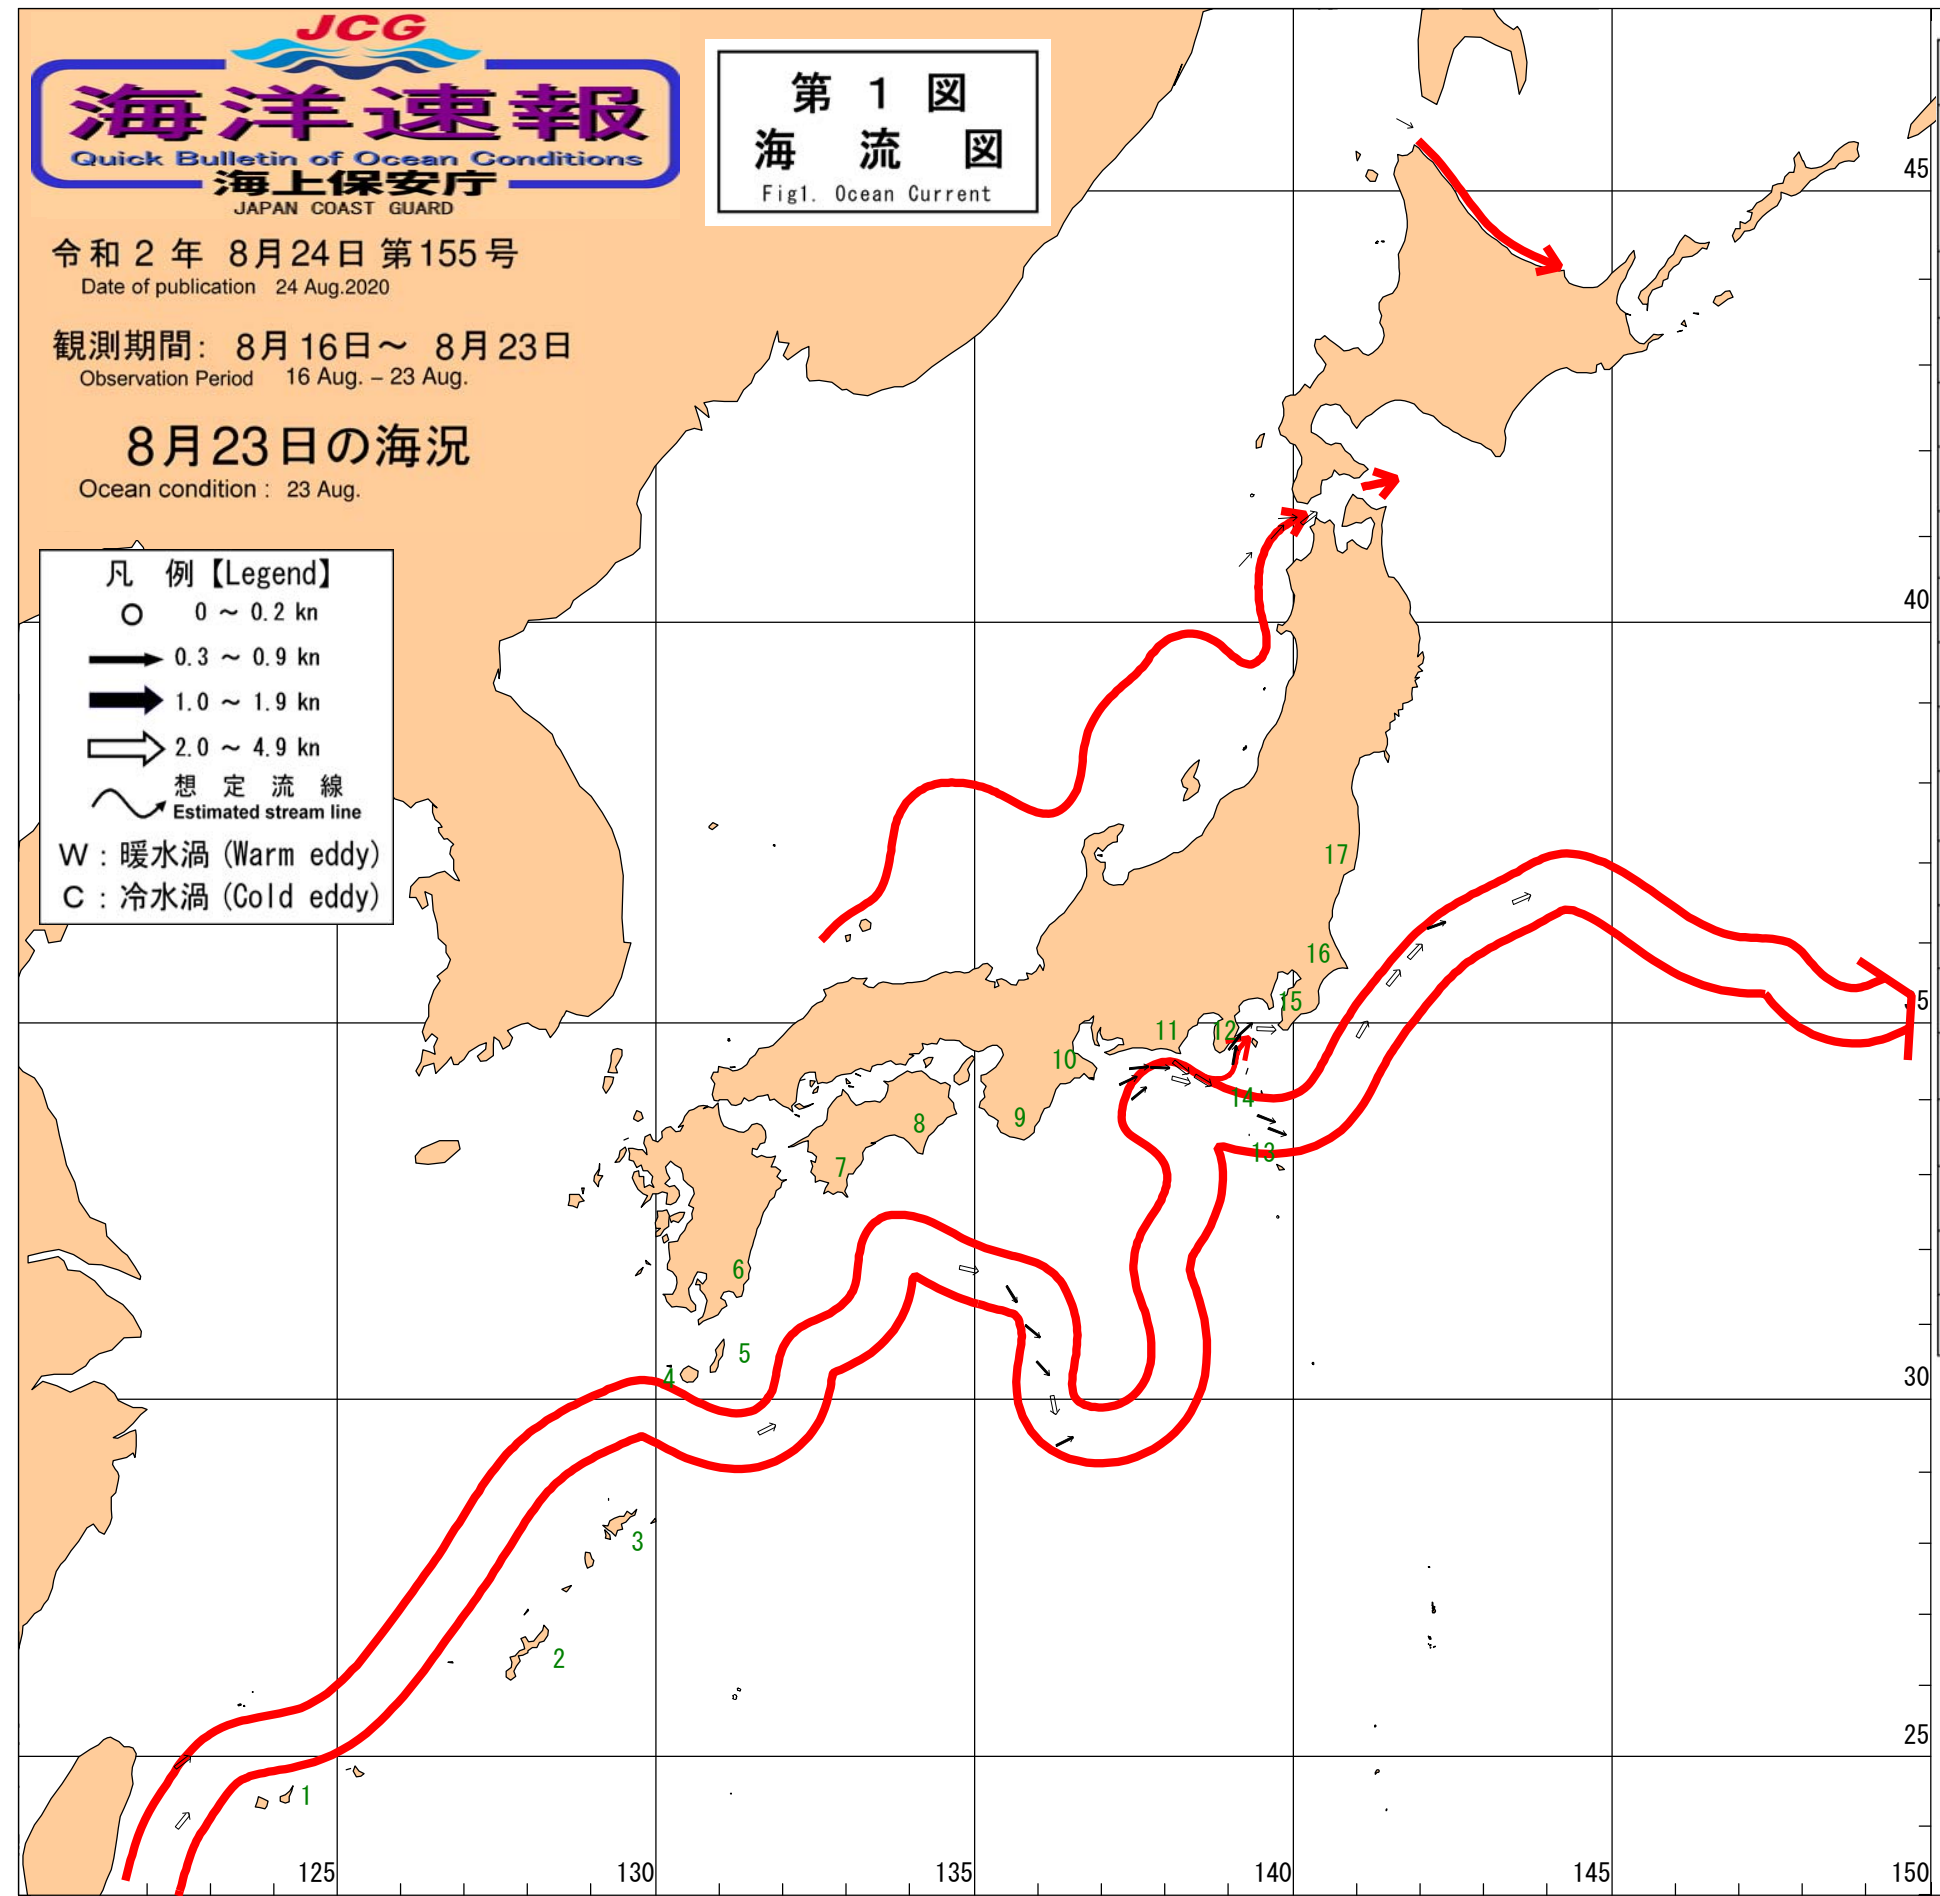 JCG
海洋速報
Quick Bulletin of Ocean Conditions
海上保安庁
JAPAN COAST GUARD
第 1 図
海 流 図
Fig1. Ocean Current
令和 2 年 8月24日 第155号
Date of publication 24 Aug.2020
観測期間: 8月16日～ 8月23日
Observation Period 16 Aug. – 23 Aug.
8月23日の海況
Ocean condition : 23 Aug.
凡 例【Legend】
0 ～ 0.2 kn
0.3 ～ 0.9 kn
1.0 ～ 1.9 kn
2.0 ～ 4.9 kn
想 定 流 線
Estimated stream line
W : 暖水渦 (Warm eddy)
C : 冷水渦 (Cold eddy)
45
40
17
16
5
15
12
11
10
14
9
8
13
7
6
5
4
30
3
2
25
1
125
130
135
140
145
150